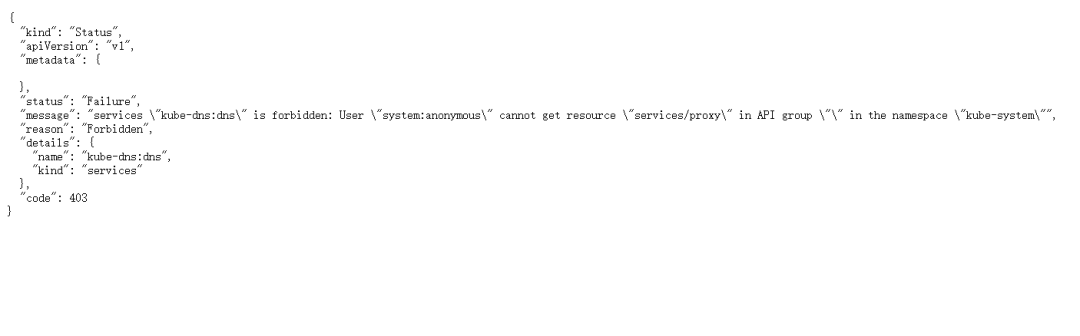 {
"kind": "Status",
"apiVersion": "v1",
"metadata": {
},
"status": "Failure",
"message": "services \"kube-dns:dns\" is forbidden: User \"system:anonymous\" cannot get resource \"services/proxy\" in API group \"\" in the namespace \"kube-system\"",
"reason": "Forbidden",
"details": {
"name": "kube-dns:dns",
"kind": "services"
},
"code": 403
}